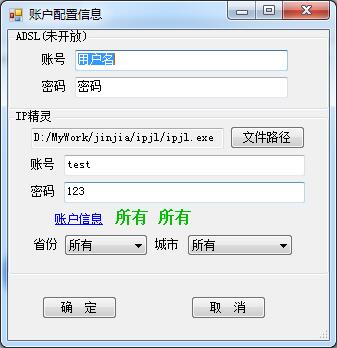 账户配置信息
ADSL(未开放)
账号 用户名
密码 密码
IP精灵
D:/MyWork/jinjia/ipjl/ipjl.exe 文件路径
账号 test
密码 123
账户信息 所有 所有
省份 所有 城市 所有
确 定 取 消